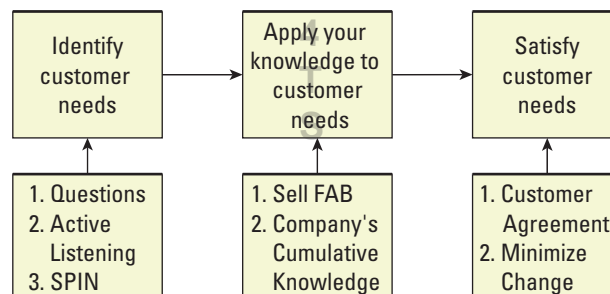 Identify
customer
needs
Apply your
knowledge to
customer
needs
Satisfy
customer
needs
1. Questions
2. Active
Listening
3. SPIN
1. Sell FAB
2. Company's
Cumulative
Knowledge
1. Customer
Agreement
2. Minimize
Change
4
T
S